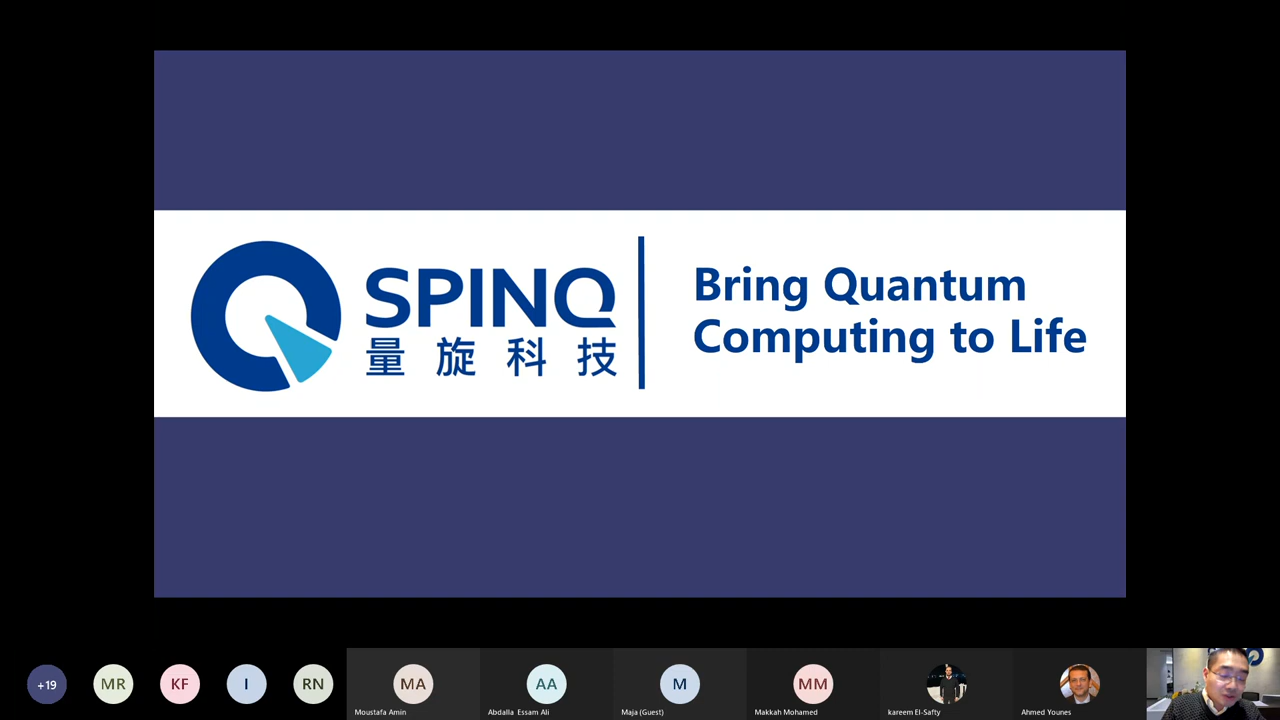 SPINQ
量旋科技
Bring Quantum
Computing to Life
+19
MR
KF
I
RN
MA
Moustafa Amin
AA
Abdalla Essam Ali
M
Maja (Guest)
MM
Makkah Mohamed
kareem El-Safty
Ahmed Younes